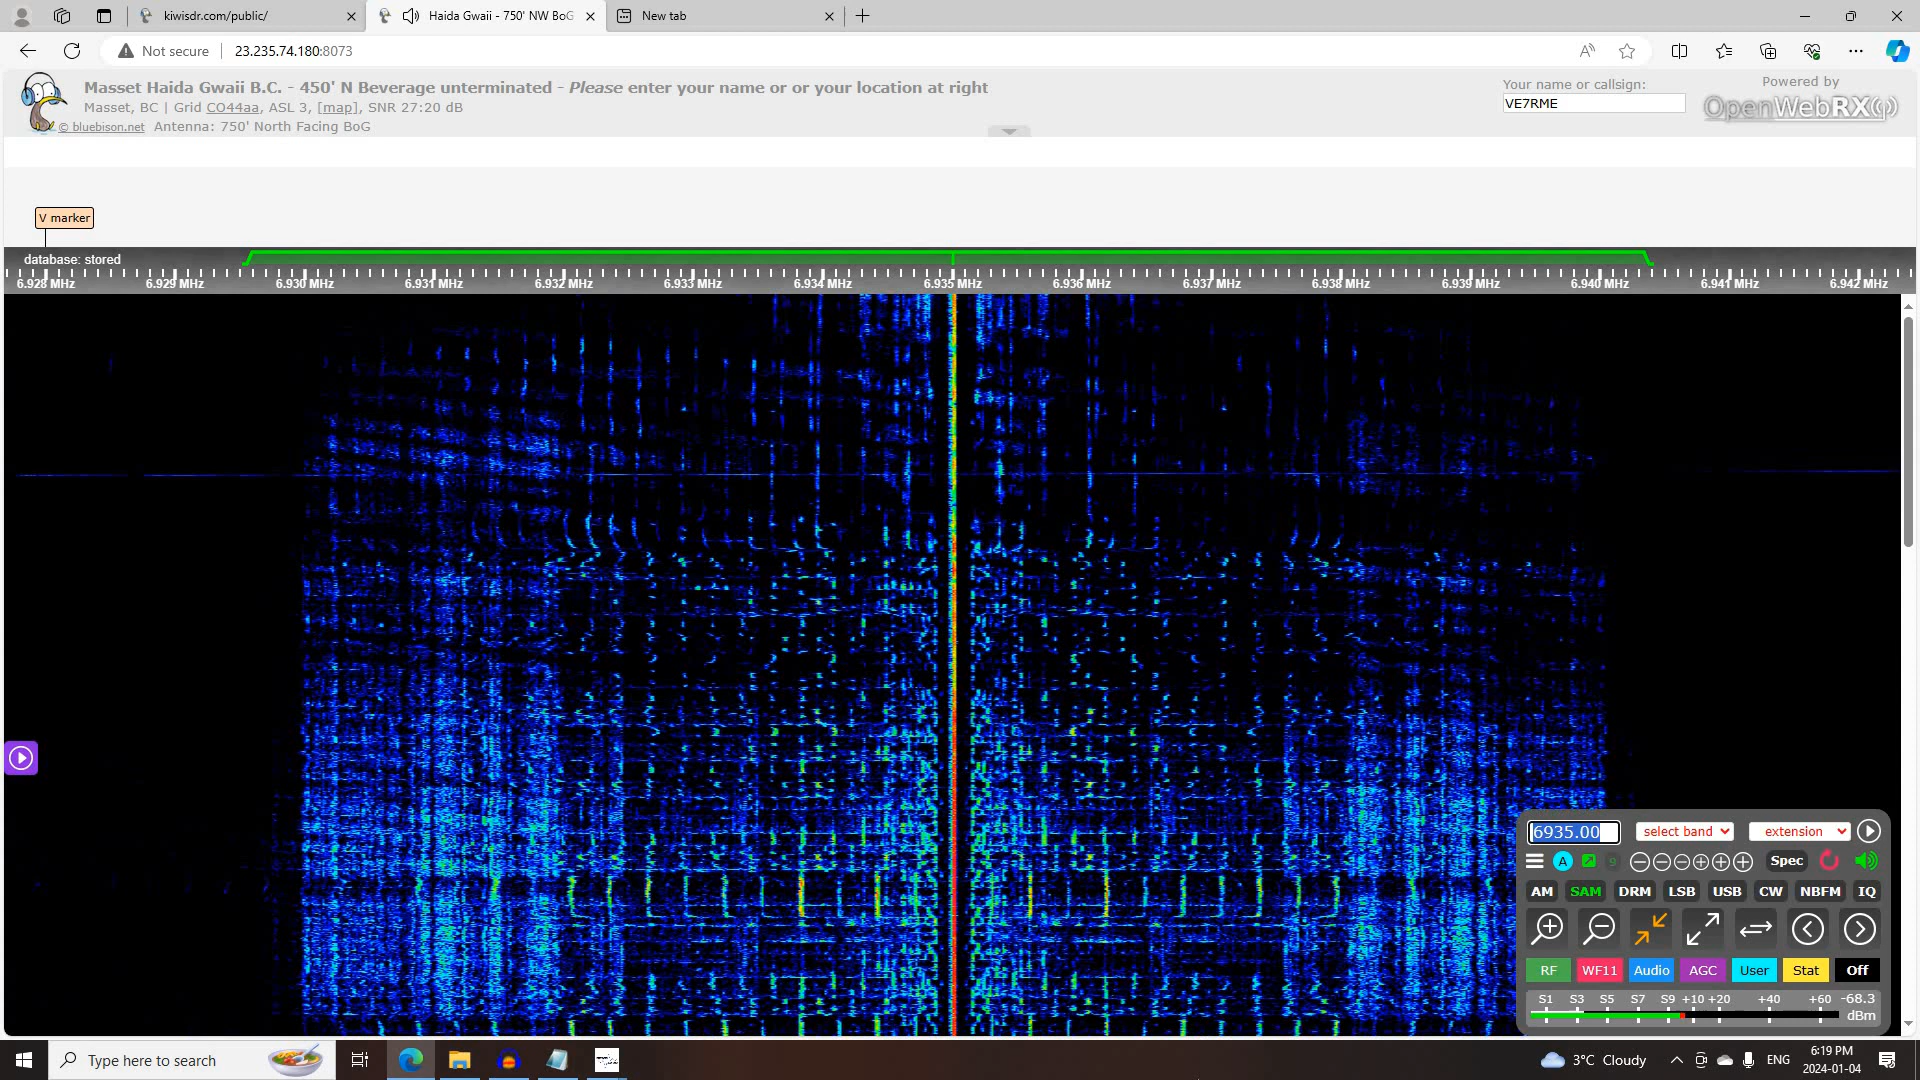 kiwisdr.com/public/
Haida Gwaii - 750' NW BoG
New tab
Not secure
23.235.74.180:8073
Masset Haida Gwaii B.C. - 450' N Beverage unterminated - Please enter your name or or your location at right
Masset, BC | Grid CO44aa, ASL 3, [map], SNR 27:20 dB
© bluebison.net Antenna: 750' North Facing BoG
Your name or callsign:
VE7RME
Powered by
OpenWebRX
V marker
database: stored
6.928 MHz 6.929 MHz 6.930 MHz 6.931 MHz 6.932 MHz 6.933 MHz 6.934 MHz 6.935 MHz 6.936 MHz 6.937 MHz 6.938 MHz 6.939 MHz 6.940 MHz 6.941 MHz 6.942 MHz
6935.00 select band extension
A 9 Spec
AM SAM DRM LSB USB CW NBFM IQ
RF WF11 Audio AGC User Stat Off
S1 S3 S5 S7 S9 +10 +20 +40 +60 -68.3
dBm
Type here to search
3°C Cloudy
ENG
6:19 PM
2024-01-04